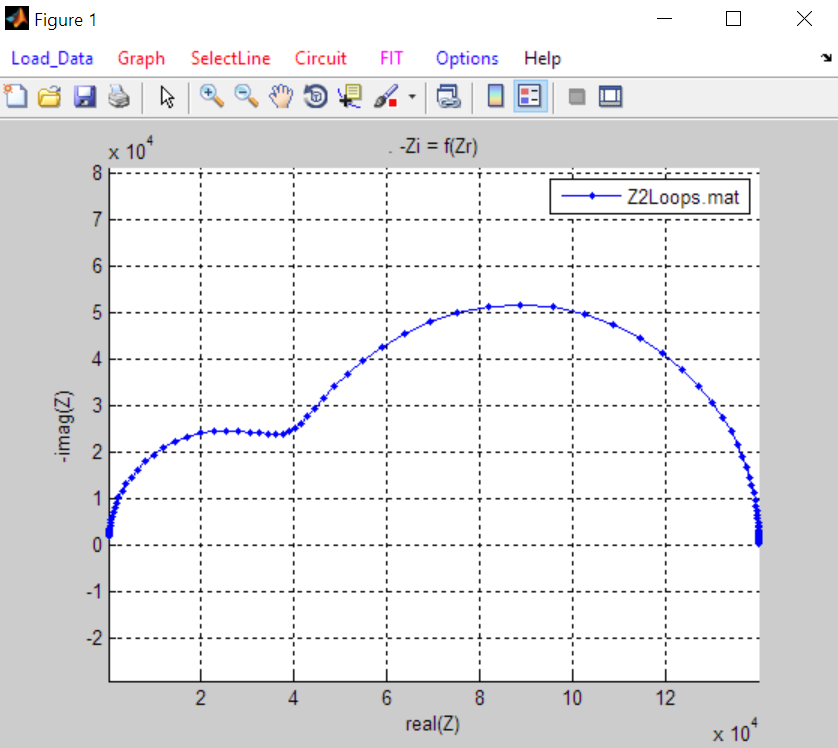 Figure 1
Load_Data Graph SelectLine Circuit FIT Options Help
x 10^4
. -Zi = f(Zr)
Z2Loops.mat
8
7
6
5
4
3
2
1
0
-1
-2
-imag(Z)
2 4 6 8 10 12
real(Z)
x 10^4